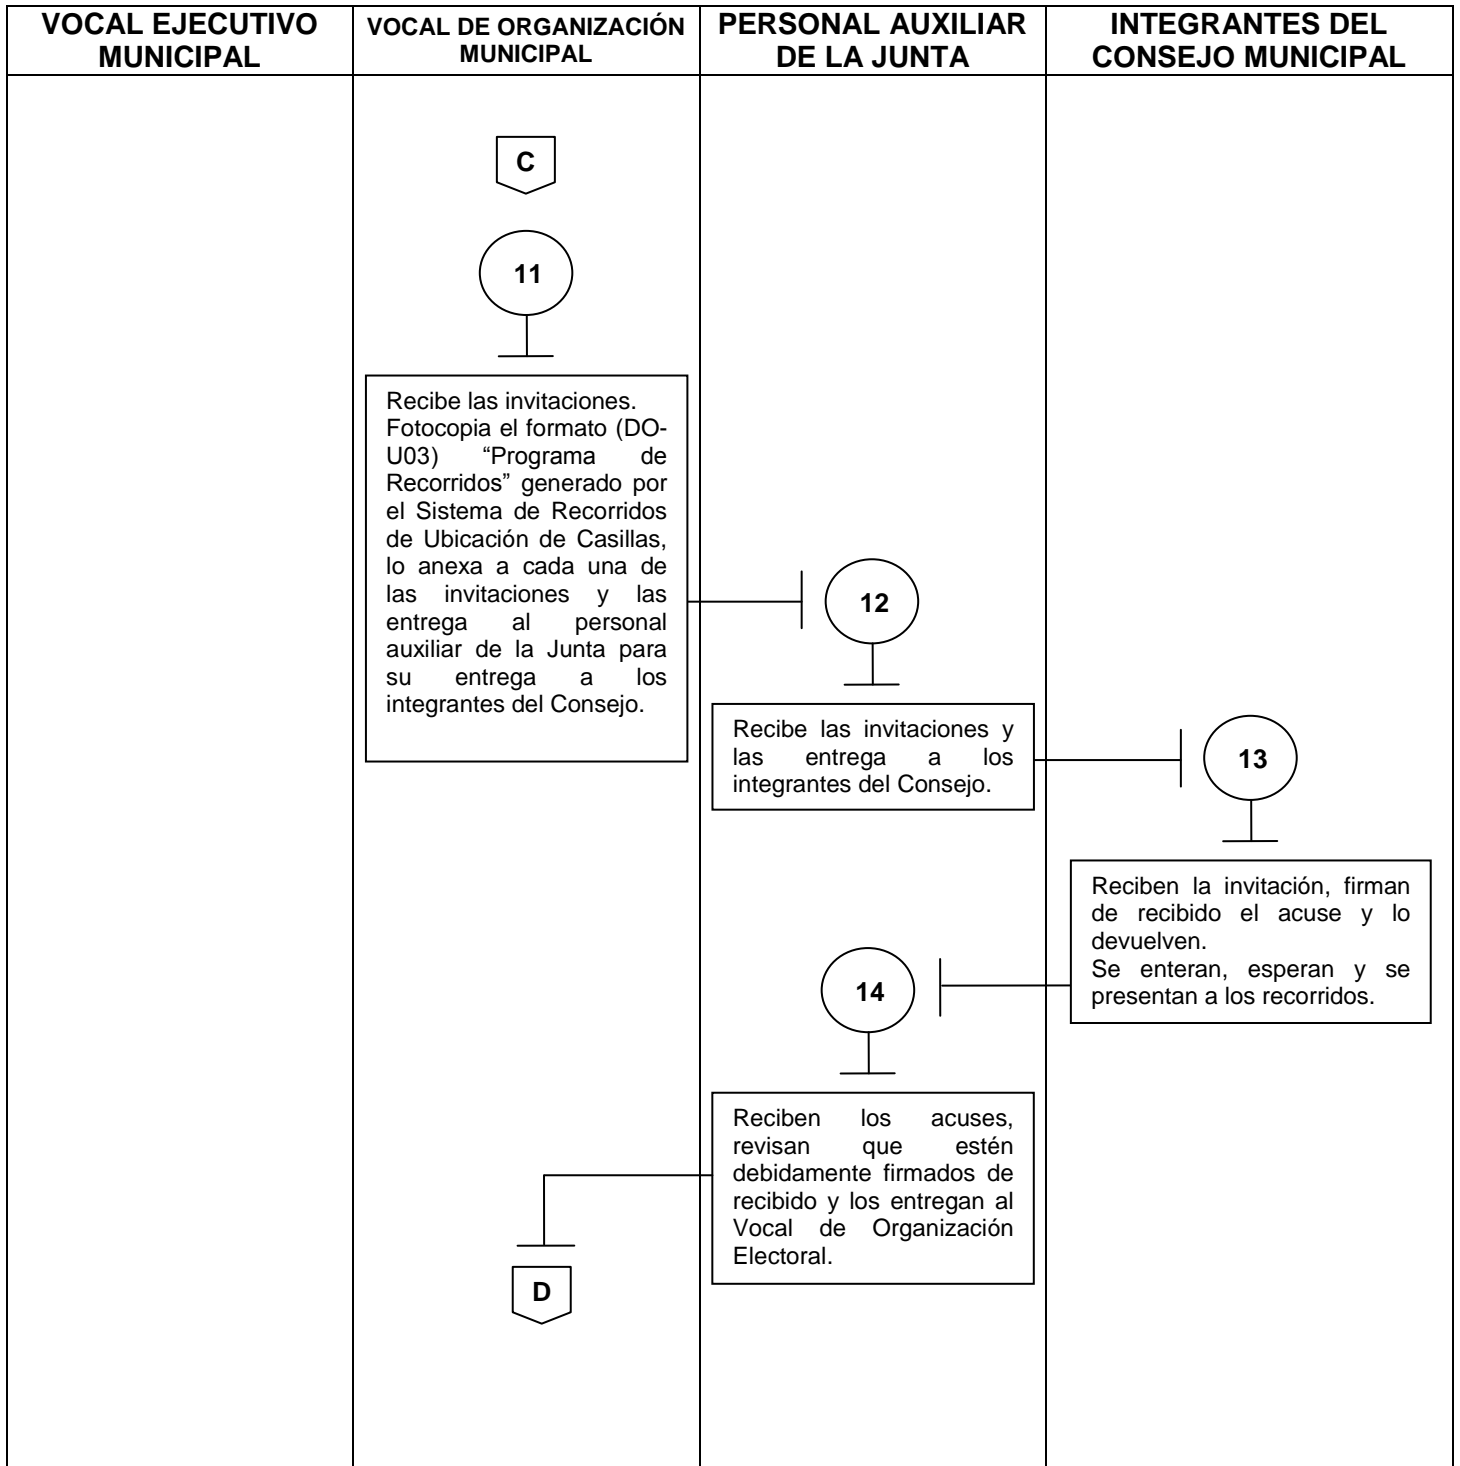 VOCAL EJECUTIVO
MUNICIPAL
VOCAL DE ORGANIZACIÓN
MUNICIPAL
PERSONAL AUXILIAR
DE LA JUNTA
INTEGRANTES DEL
CONSEJO MUNICIPAL
C
11
Recibe las invitaciones.
Fotocopia el formato (DO-
U03) “Programa de
Recorridos” generado por
el Sistema de Recorridos
de Ubicación de Casillas,
lo anexa a cada una de
las invitaciones y las
entrega al personal
auxiliar de la Junta para
su entrega a los
integrantes del Consejo.
12
Recibe las invitaciones y
las entrega a los
integrantes del Consejo.
13
Reciben la invitación, firman
de recibido el acuse y lo
devuelven.
Se enteran, esperan y se
presentan a los recorridos.
14
Reciben los acuses,
revisan que estén
debidamente firmados de
recibido y los entregan al
Vocal de Organización
Electoral.
D